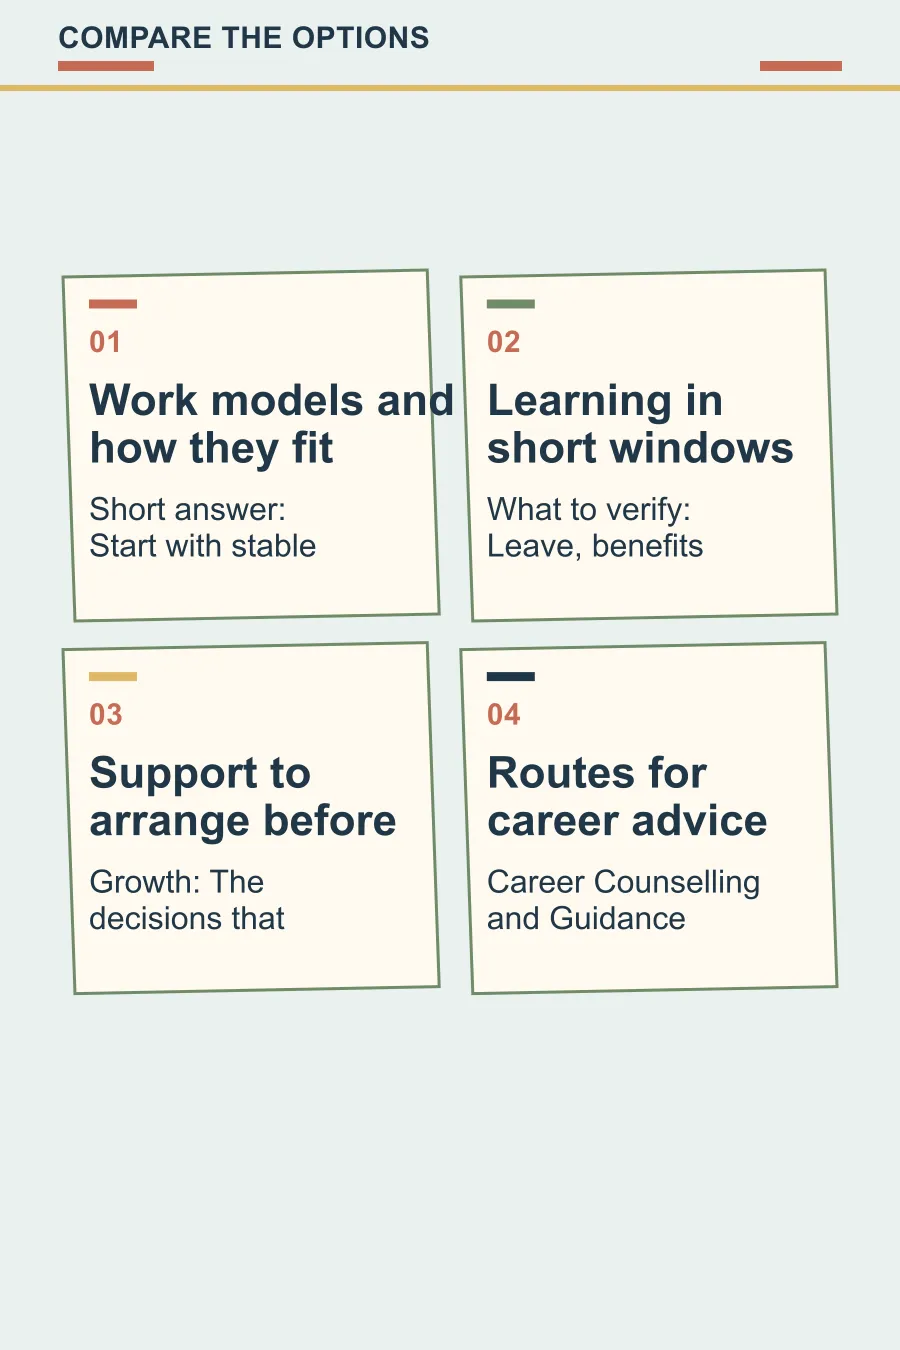 COMPARE THE OPTIONS
01
Work models and
how they fit
Short answer:
Start with stable
02
Learning in
short windows
What to verify:
Leave, benefits
03
Support to
arrange before
Growth: The
decisions that
04
Routes for
career advice
Career Counselling
and Guidance